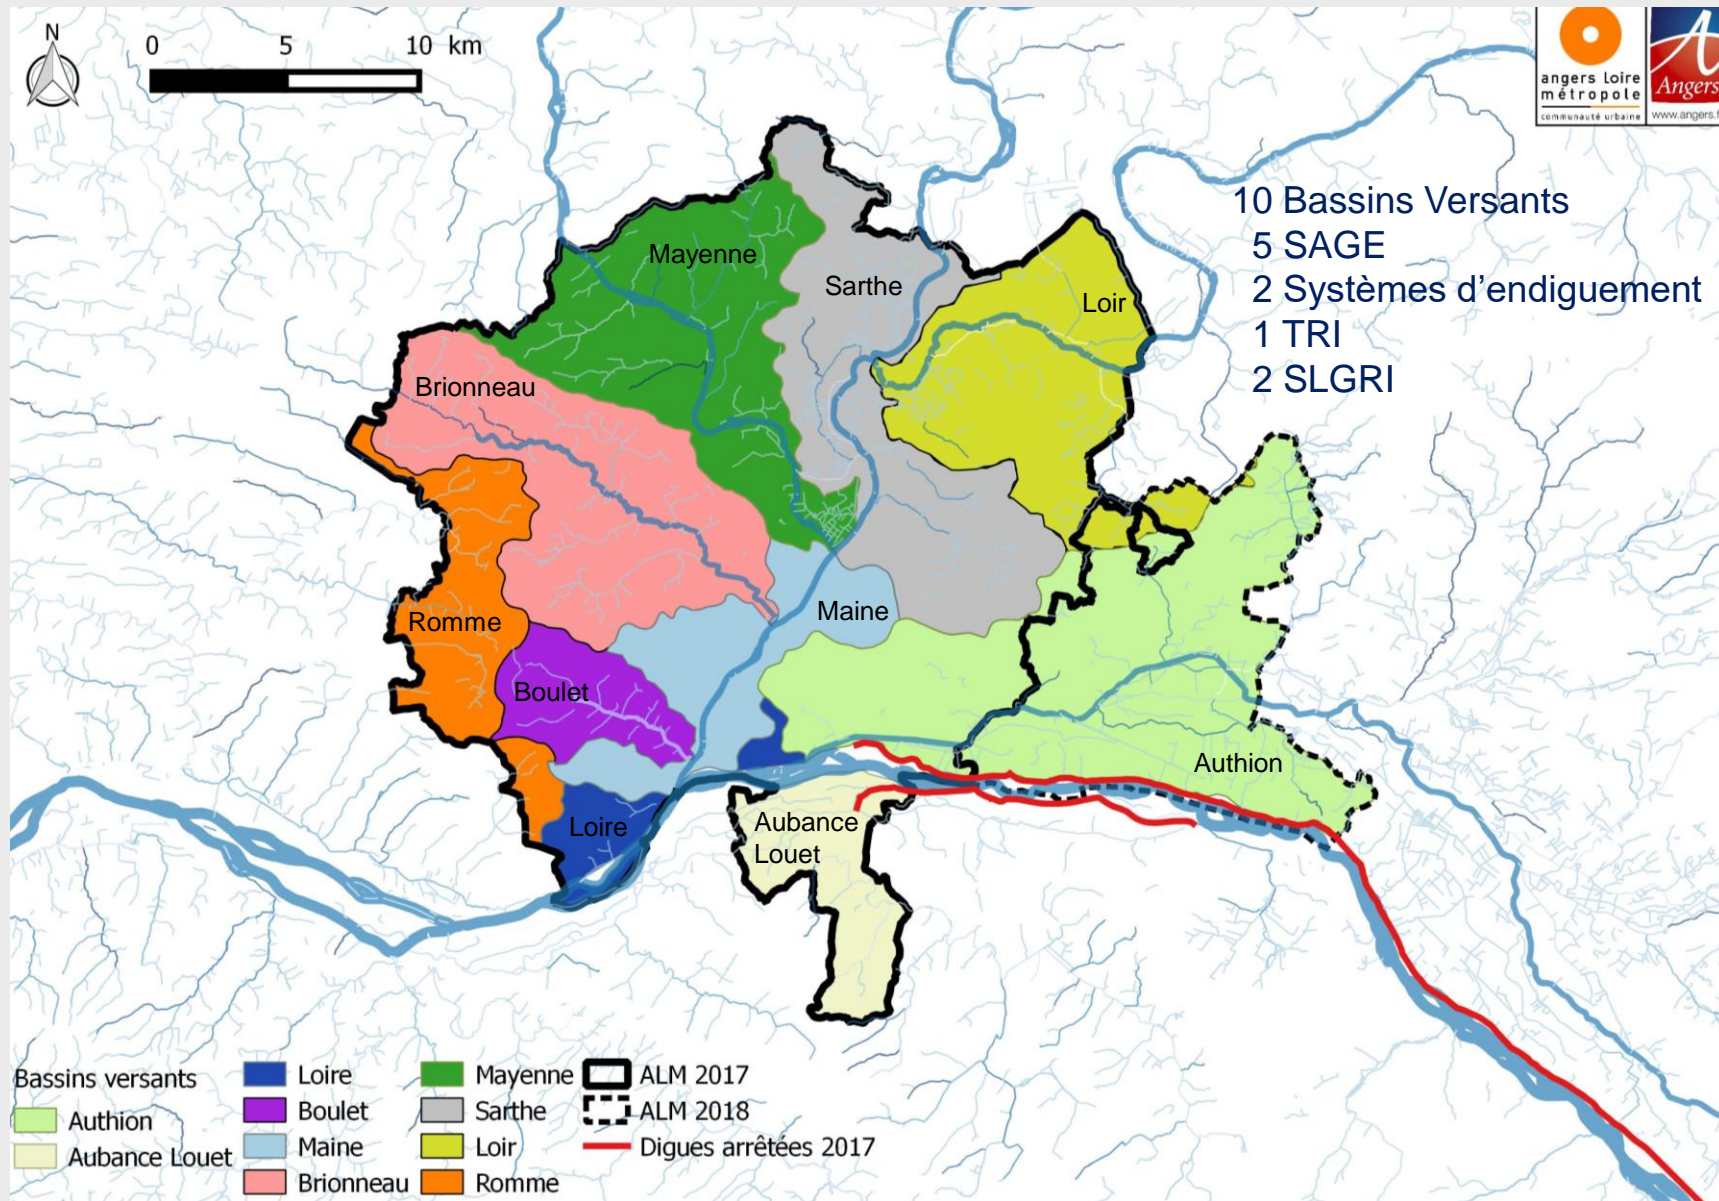 N
0 5 10 km
angers Loire
métropole
communauté urbaine
Angers
10 Bassins Versants
5 SAGE
2 Systèmes d'endiguement
1 TRI
2 SLGRI
Mayenne
Sarthe
Loir
Brionneau
Romme
Maine
Boulet
Authion
Loire
Aubance
Louet
Bassins versants
Authion
Aubance Louet
Loire
Boulet
Maine
Brionneau
Mayenne
Sarthe
Loir
Romme
ALM 2017
ALM 2018
Digues arrêtées 2017